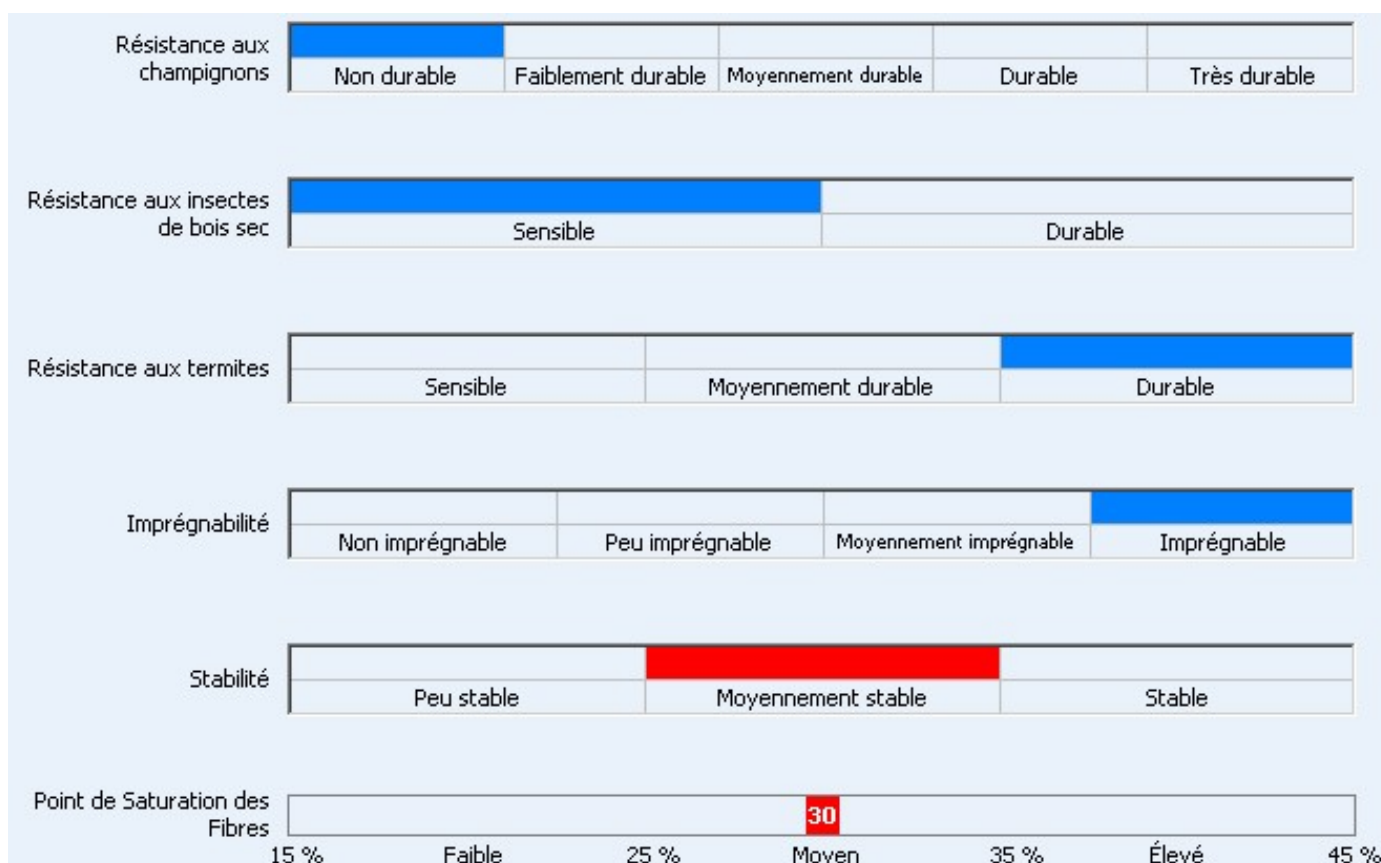 Résistance aux
champignons
Non durable Faiblement durable Moyennement durable Durable Très durable
Résistance aux insectes
de bois sec
Sensible Durable
Résistance aux termites
Sensible Moyennement durable Durable
Imprégnabilité
Non imprégnable Peu imprégnable Moyennement imprégnable Imprégnable
Stabilité
Peu stable Moyennement stable Stable
Point de Saturation des
Fibres
30
15 % Faible 25 % Moyen 35 % Élevé 45 %